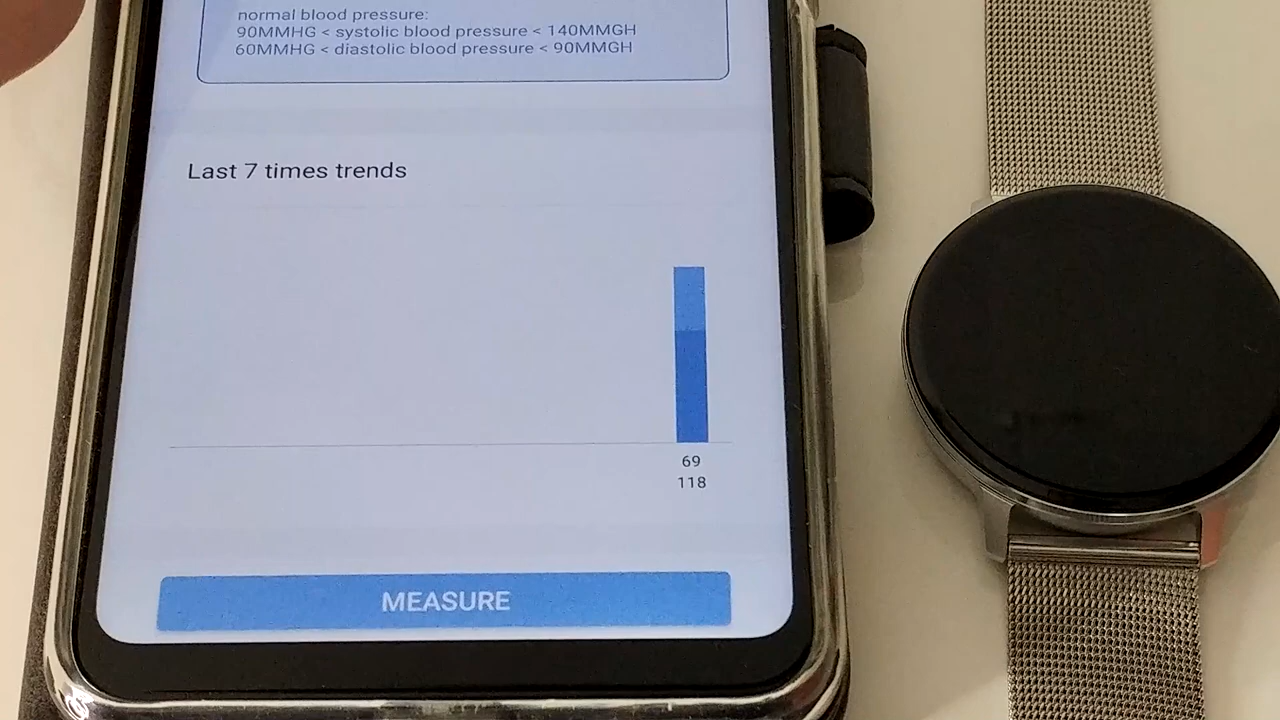 normal blood pressure:
90MMHG < systolic blood pressure < 140MMGH
60MMHG < diastolic blood pressure < 90MMGH
Last 7 times trends
69
118
MEASURE